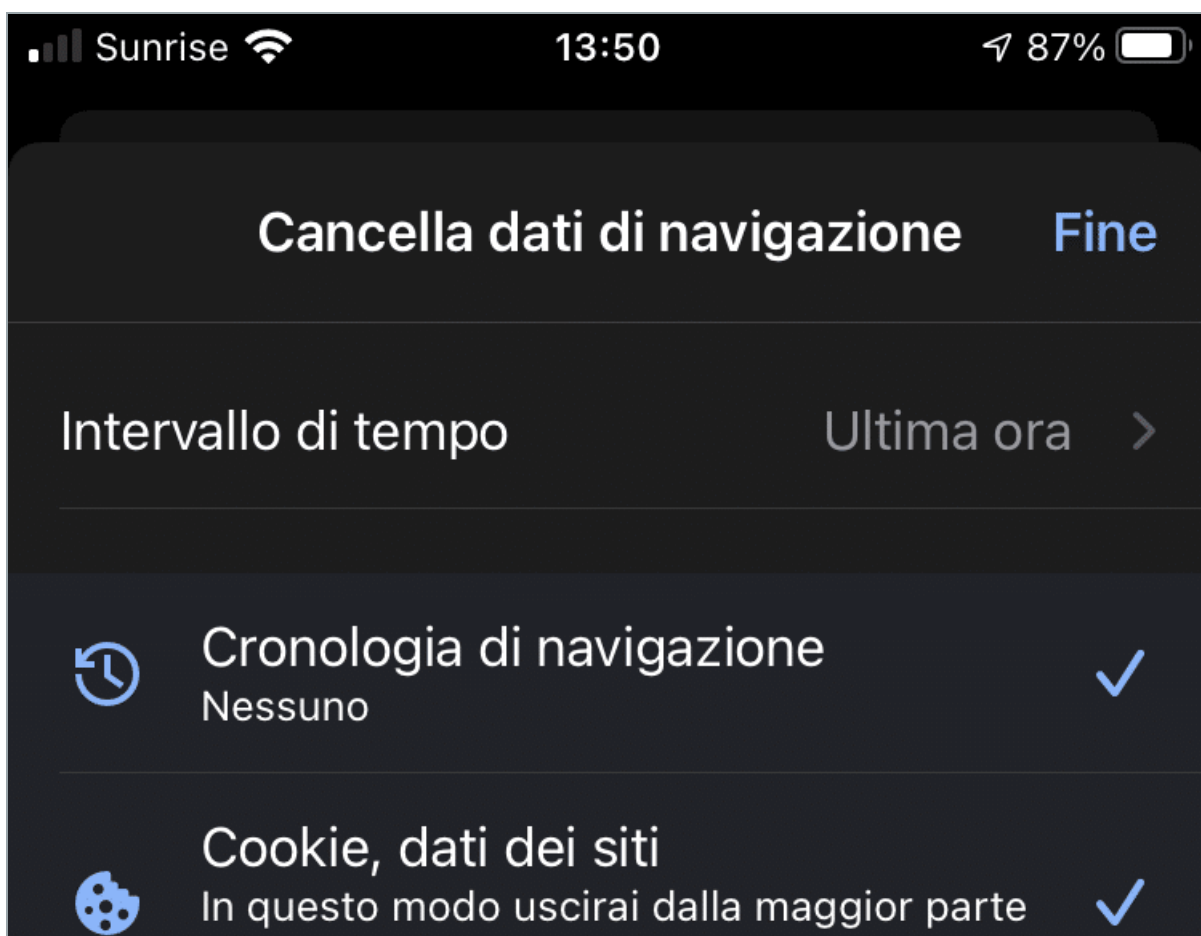 Sunrise 13:50 87%
Cancella dati di navigazione Fine
Intervallo di tempo Ultima ora
Cronologia di navigazione
Nessuno
Cookie, dati dei siti
In questo modo uscirai dalla maggior parte